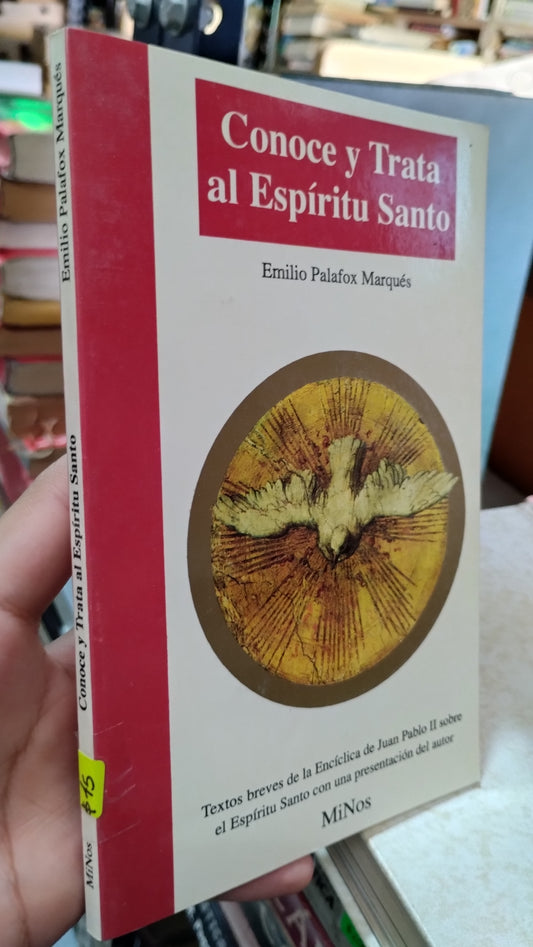 Conoce y Trata
al Espíritu Santo
Emilio Palafox Marqués
Textos breves de la Encíclica de Juan Pablo II sobre
el Espíritu Santo con una presentación del autor
MiNos
Emilio Palafox Marqués
Conoce y Trata al Espíritu Santo
$15
MiNos